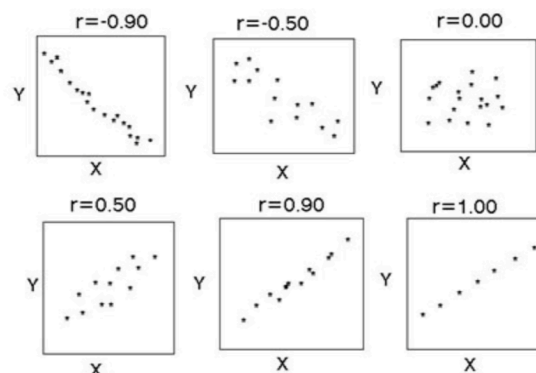 r=-0.90 r=-0.50 r=0.00
Y Y Y
X X X
r=0.50 r=0.90 r=1.00
Y Y Y
X X X